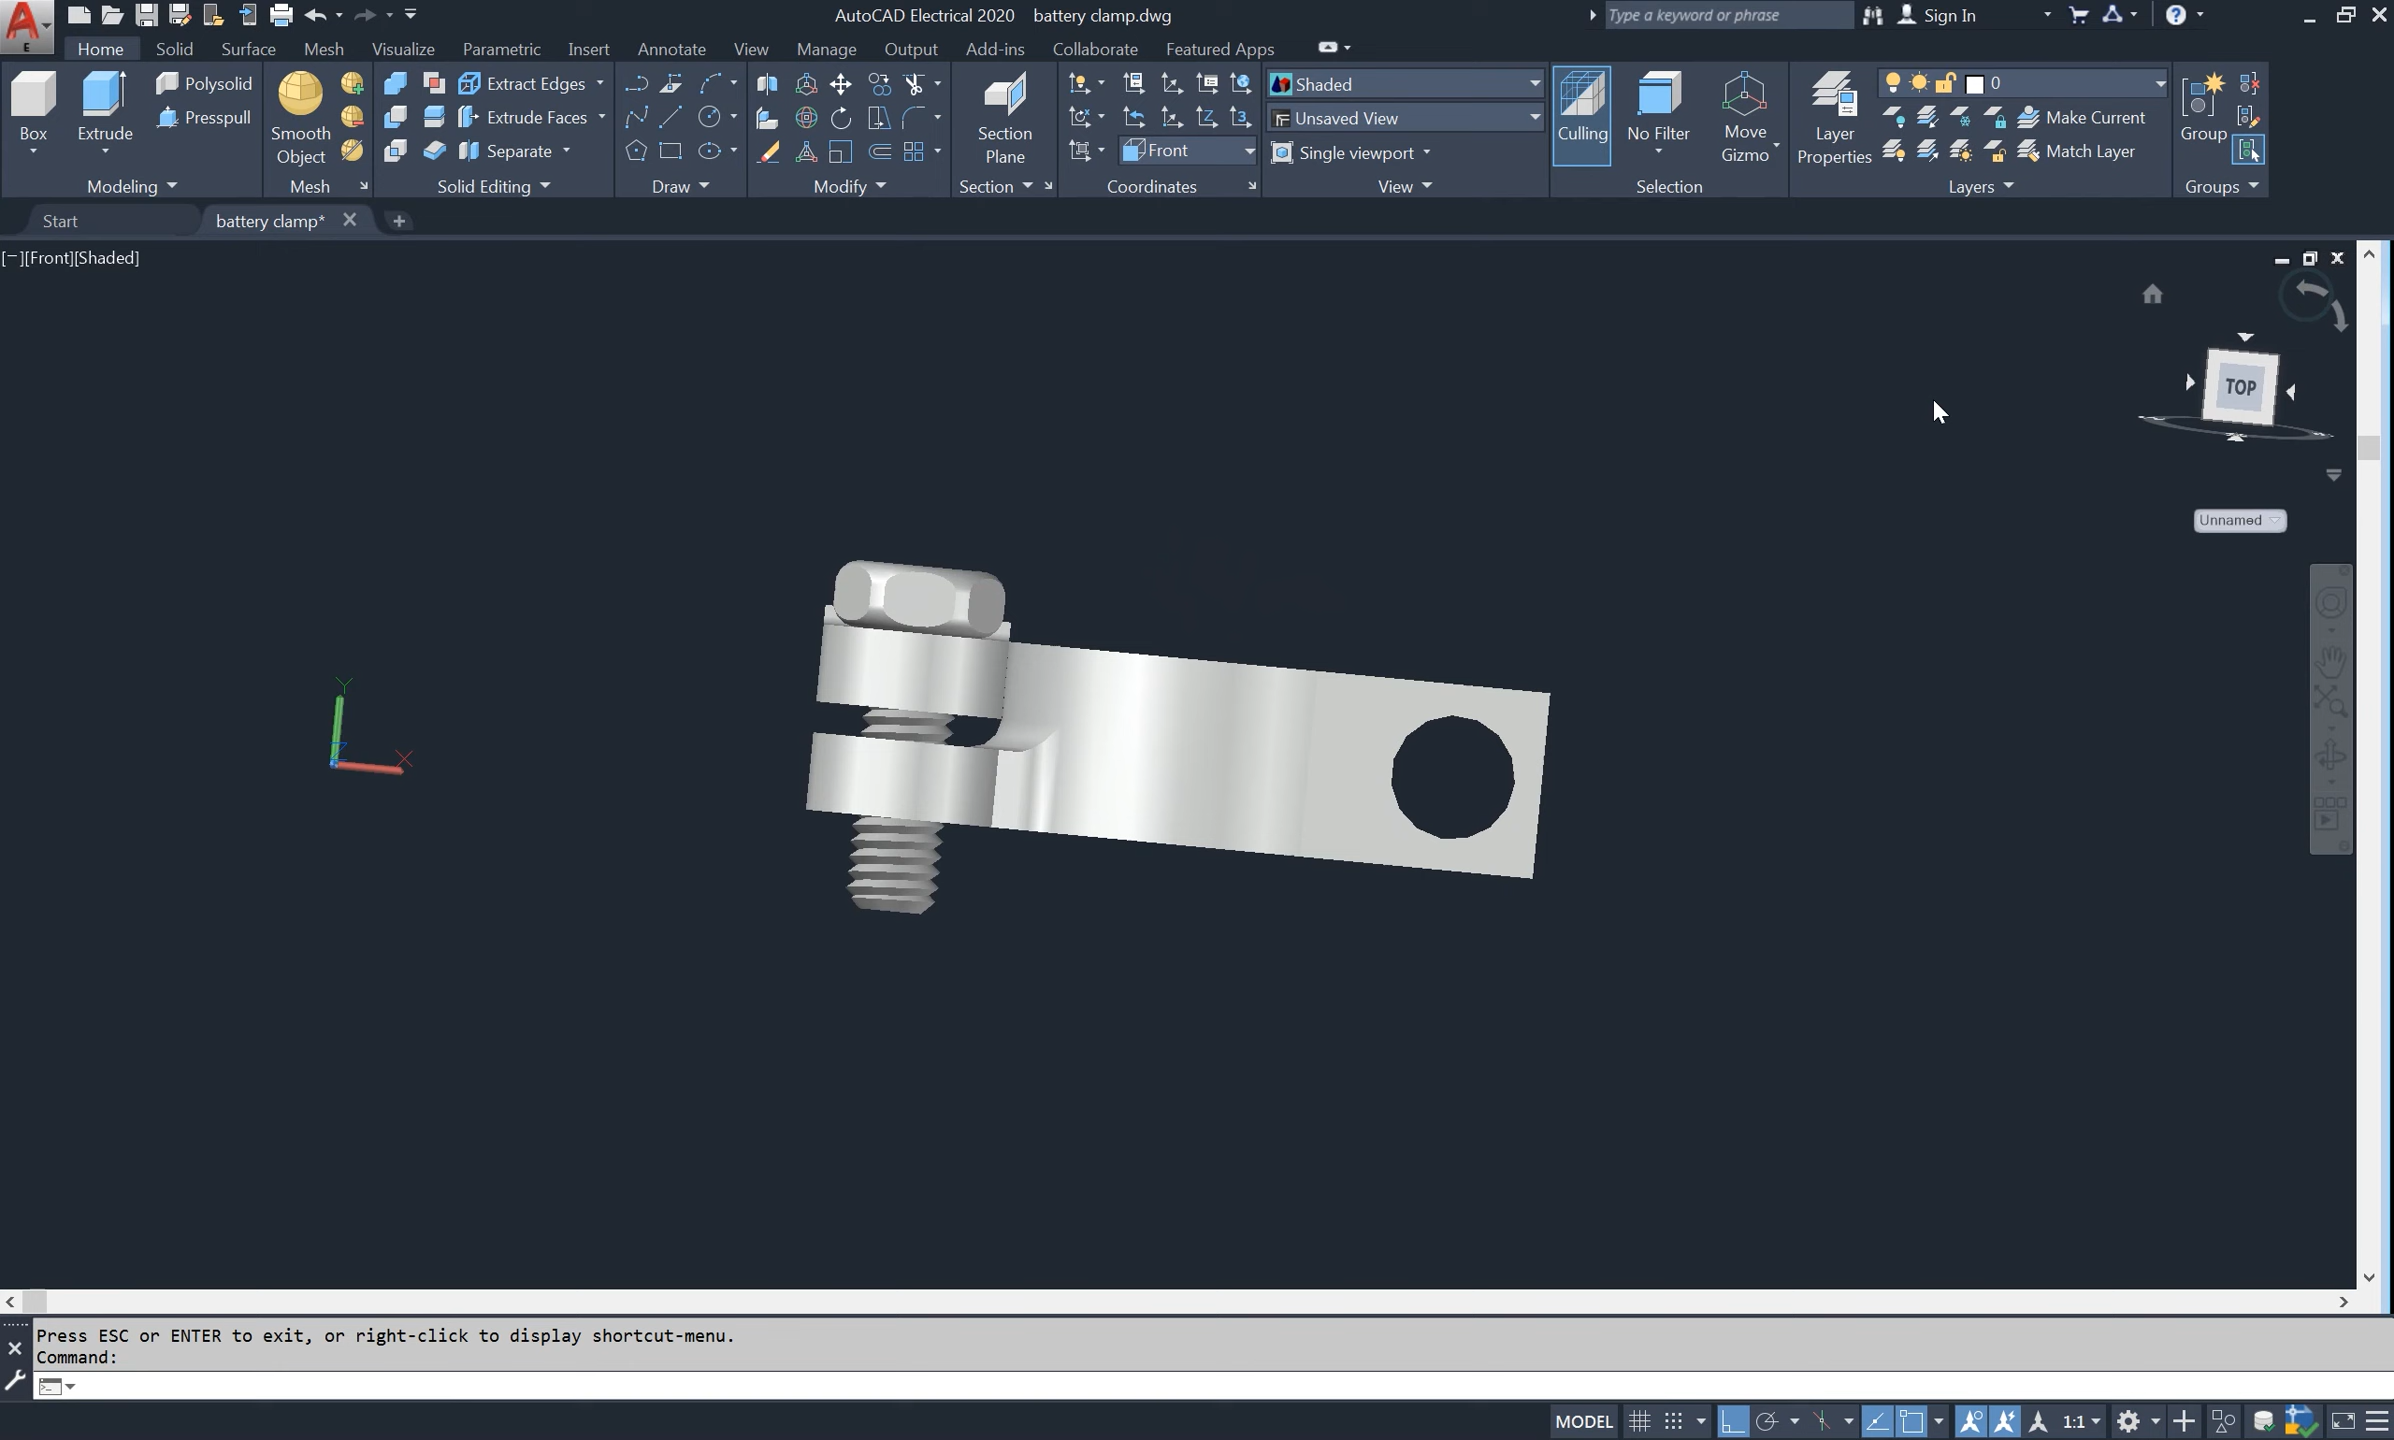 A
E
AutoCAD Electrical 2020 battery clamp.dwg
Type a keyword or phrase
Sign In
Home Solid Surface Mesh Visualize Parametric Insert Annotate View Manage Output Add-ins Collaborate Featured Apps
Box
Extrude
Polysolid
Presspull
Modeling
Smooth
Object
Mesh
Extract Edges
Extrude Faces
Separate
Solid Editing
Draw
Modify
Section
Plane
Section
Front
Coordinates
Shaded
Unsaved View
Single viewport
View
Culling
No Filter
Move
Gizmo
Selection
Layer
Properties
0
Make Current
Match Layer
Layers
Group
Groups
Start
battery clamp*
[−][Front][Shaded]
TOP
Unnamed
Y
Z
X
Press ESC or ENTER to exit, or right-click to display shortcut-menu.
Command:
MODEL
1:1